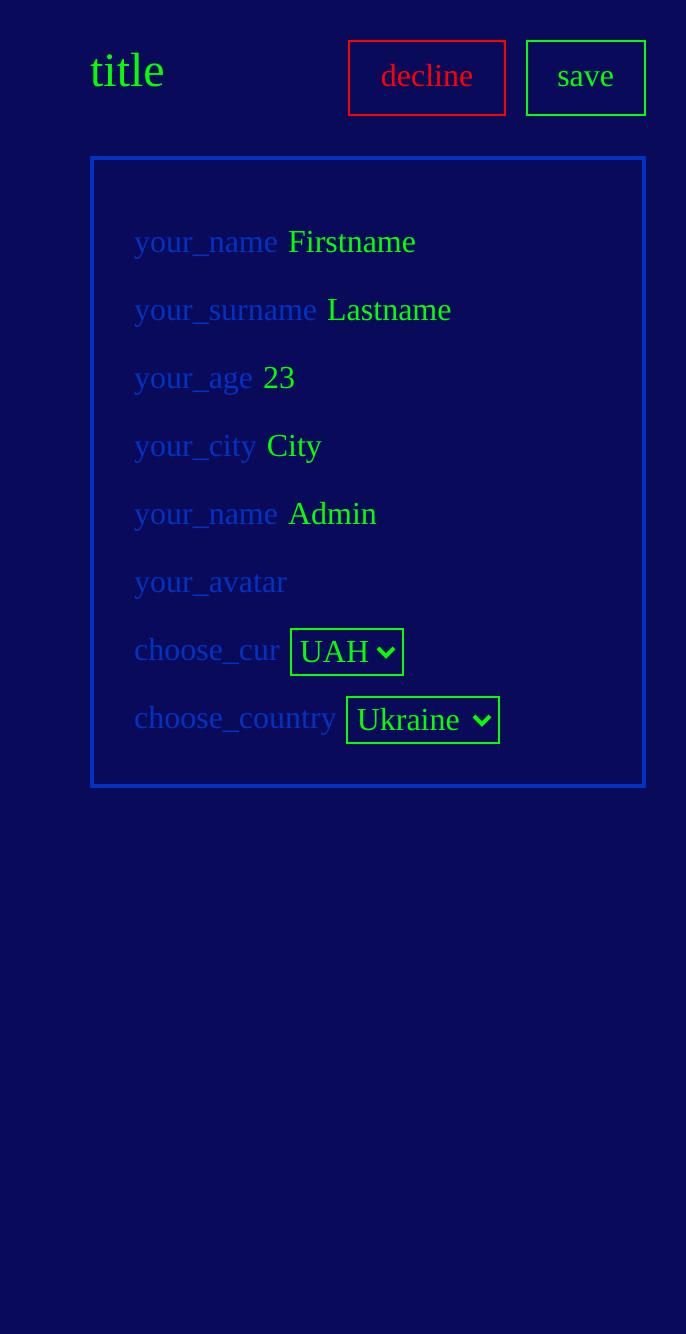 title decline save
your_name Firstname
your_surname Lastname
your_age 23
your_city City
your_name Admin
your_avatar
choose_cur UAH
choose_country Ukraine